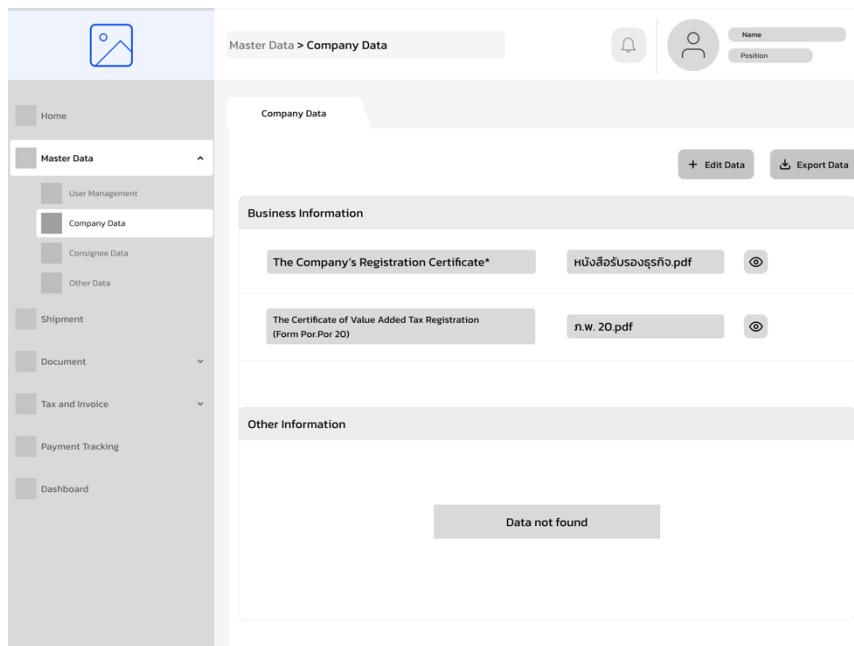 Master Data > Company Data
Name
Position
Home
Master Data
User Management
Company Data
Consignee Data
Other Data
Shipment
Document
Tax and Invoice
Payment Tracking
Dashboard
Company Data
+ Edit Data
Export Data
Business Information
The Company's Registration Certificate*
หนังสือรับรองธุรกิจ.pdf
The Certificate of Value Added Tax Registration
(Form Por.Por 20)
ภ.พ. 20.pdf
Other Information
Data not found